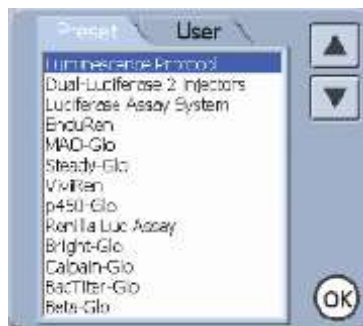 Preset User
Luminescence Protocol
Dual-Luciferase 2 Injectors
Luciferase Assay System
EnduRen
MAO-Glo
Steady-Glo
ViviRen
p450-Glo
Renilla Luc Assay
Bright-Glo
Calpain-Glo
BacTiter-Glo
Beta-Glo
OK